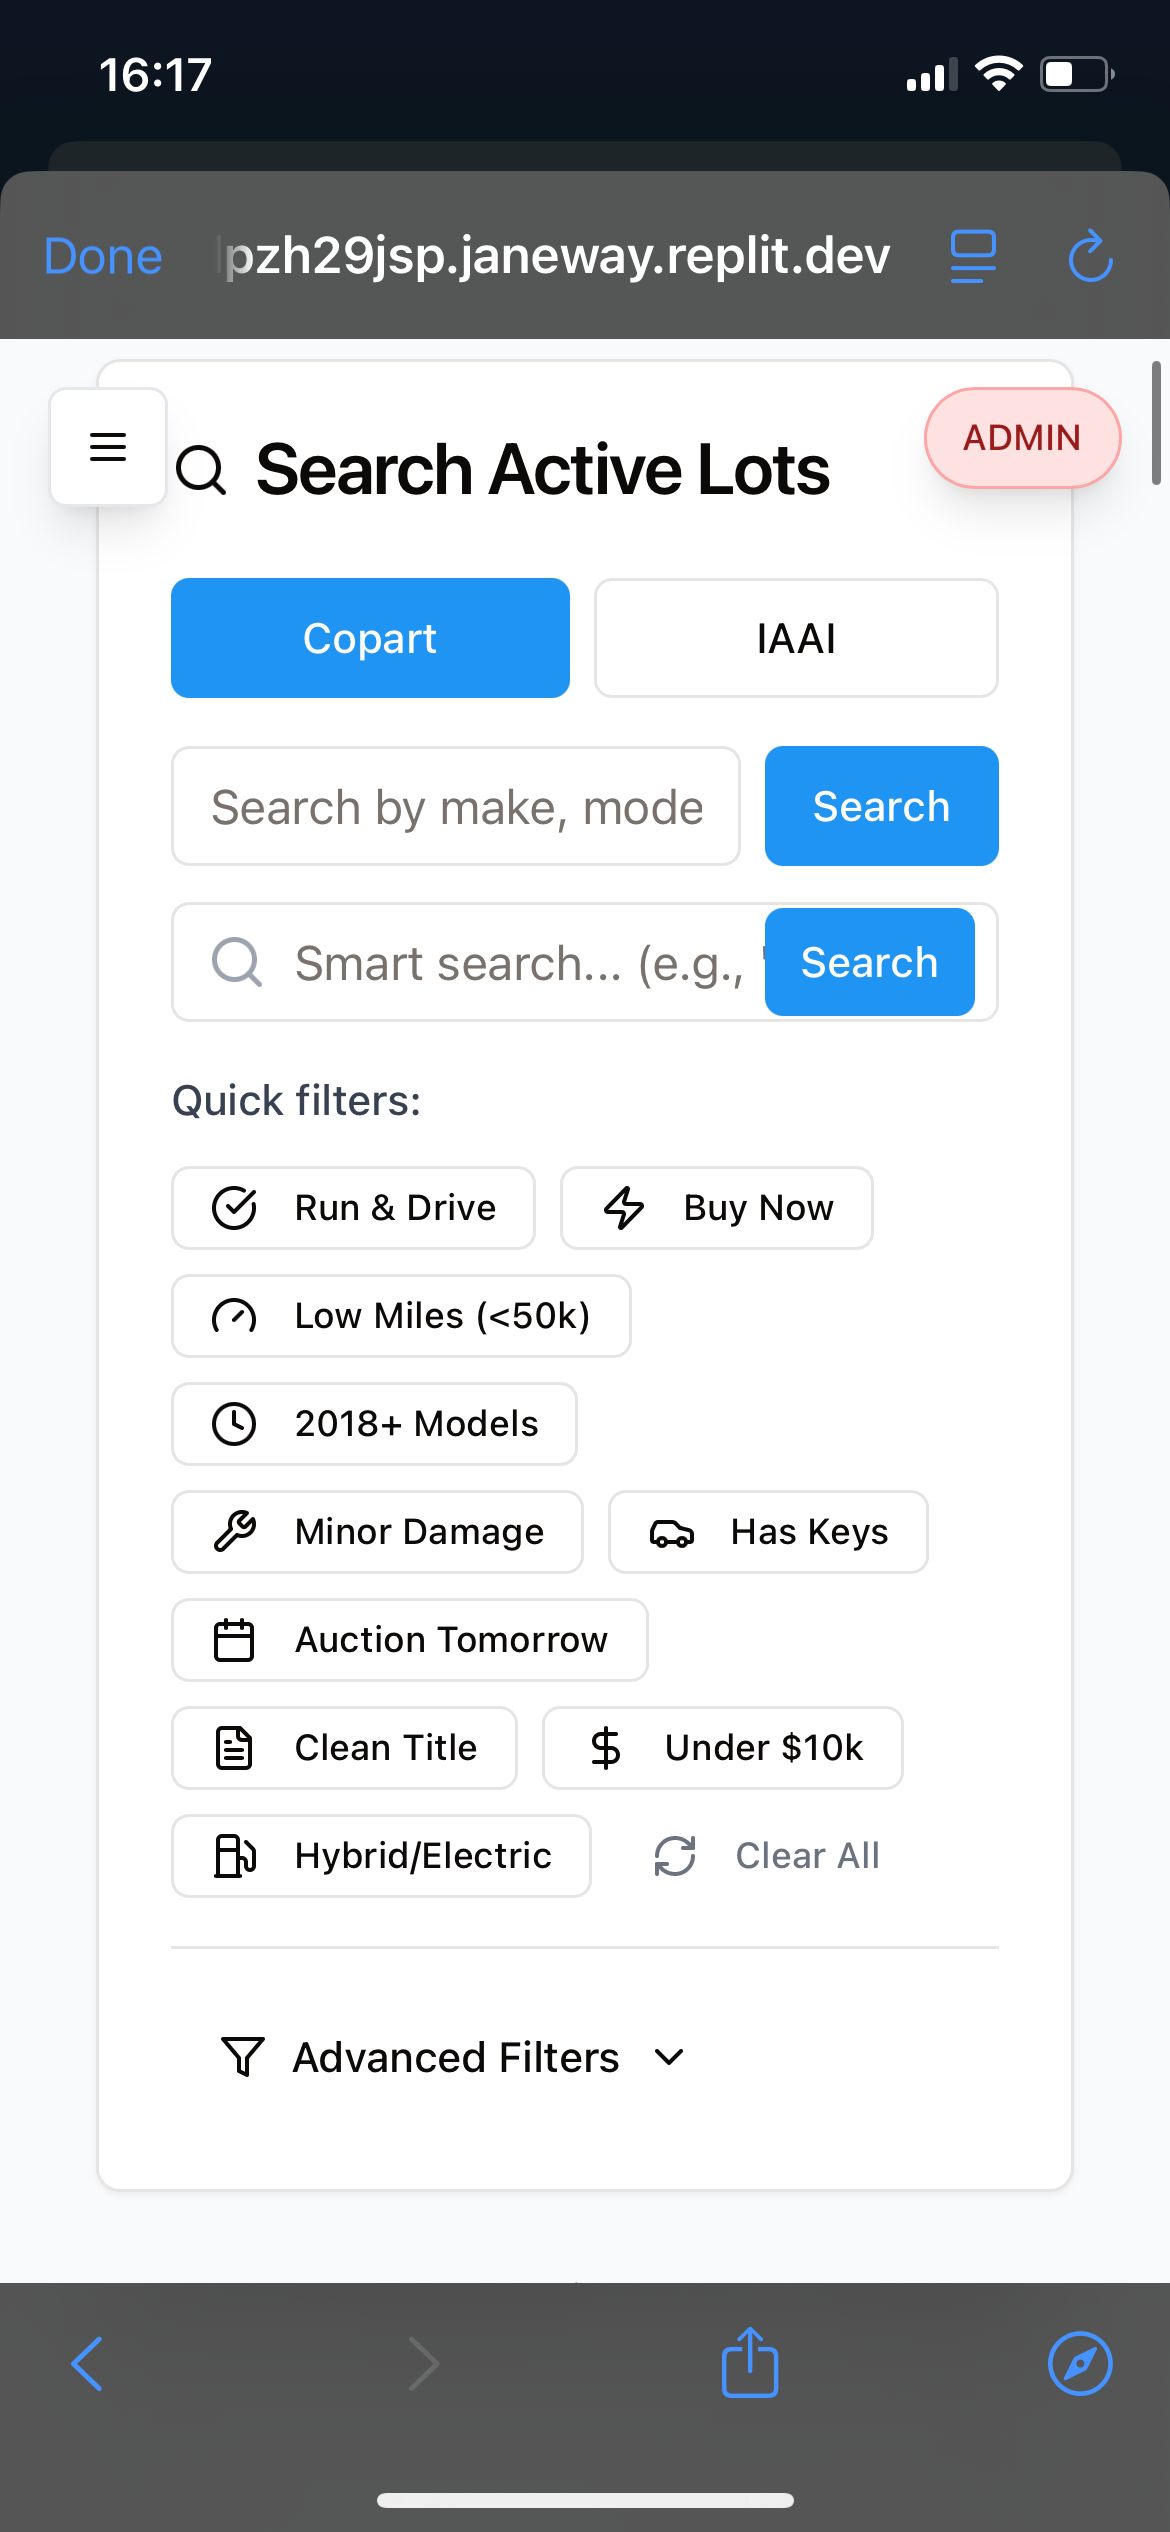 16:17
Done
pzh29jsp.janeway.replit.dev
Search Active Lots
ADMIN
Copart
IAAI
Search by make, mode
Search
Smart search... (e.g.,
Search
Quick filters:
Run & Drive
Buy Now
Low Miles (<50k)
2018+ Models
Minor Damage
Has Keys
Auction Tomorrow
Clean Title
Under $10k
Hybrid/Electric
Clear All
Advanced Filters